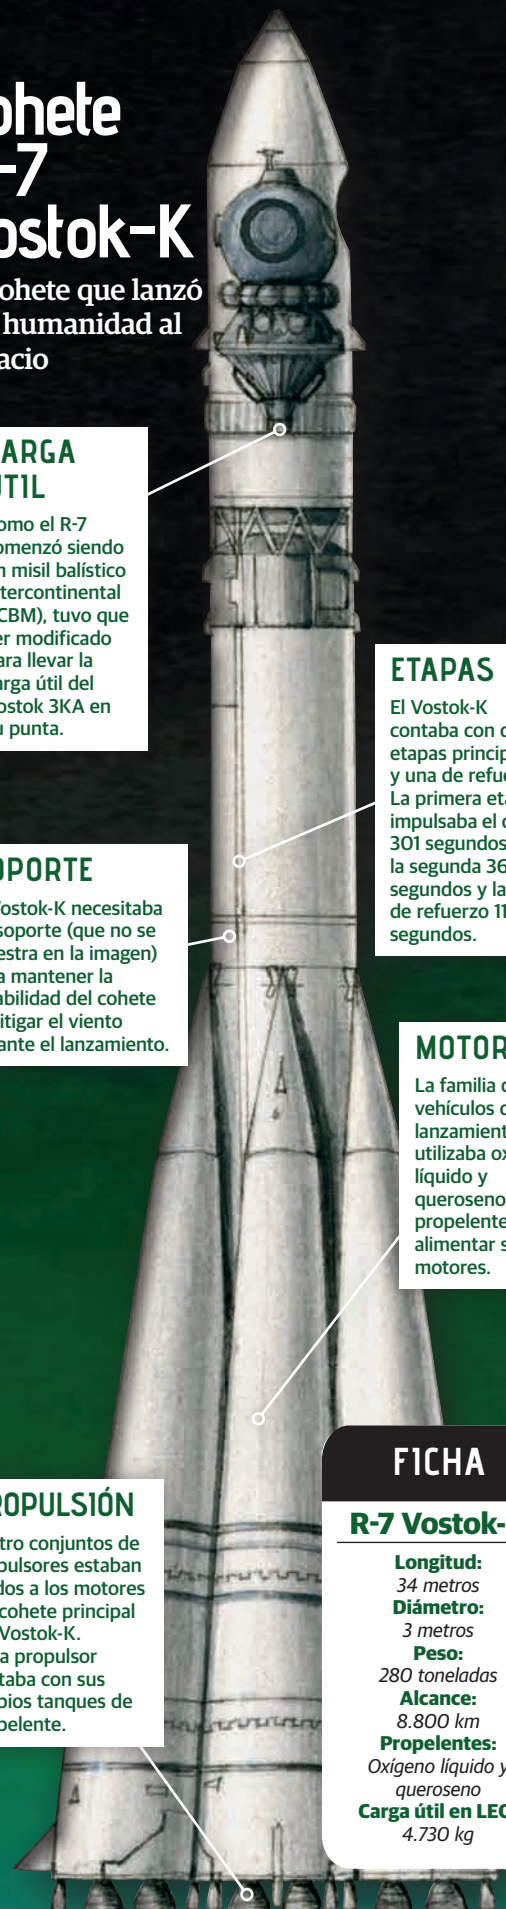 ohete
-7
ostok-K
ohete que lanzó
humanidad al
acio
ARGA
ÚTIL
omo el R-7
omenzó siendo
n misil balístico
tercontinental
CBM), tuvo que
er modificado
ara llevar la
arga útil del
ostok 3KA en
u punta.
ETAPAS
El Vostok-K
contaba con
etapas princip
y una de refue
La primera eta
impulsaba el
301 segundos
la segunda 36
segundos y la
de refuerzo 11
segundos.
OPORTE
ostok-K necesitaba
soporte (que no se
estra en la imagen)
a mantener la
abilidad del cohete
itigar el viento
ante el lanzamiento.
MOTOR
La familia
vehículos
lanzamient
utilizaba ox
líquido y
queroseno
propelente
alimentar s
motores.
ROPULSIÓN
tro conjuntos de
pulsores estaban
dos a los motores
cohete principal
Vostok-K.
a propulsor
taba con sus
pios tanques de
pelente.
FICHA
R-7 Vostok-
Longitud:
34 metros
Diámetro:
3 metros
Peso:
280 toneladas
Alcance:
8.800 km
Propelentes:
Oxígeno líquido y
queroseno
Carga útil en LEO
4.730 kg